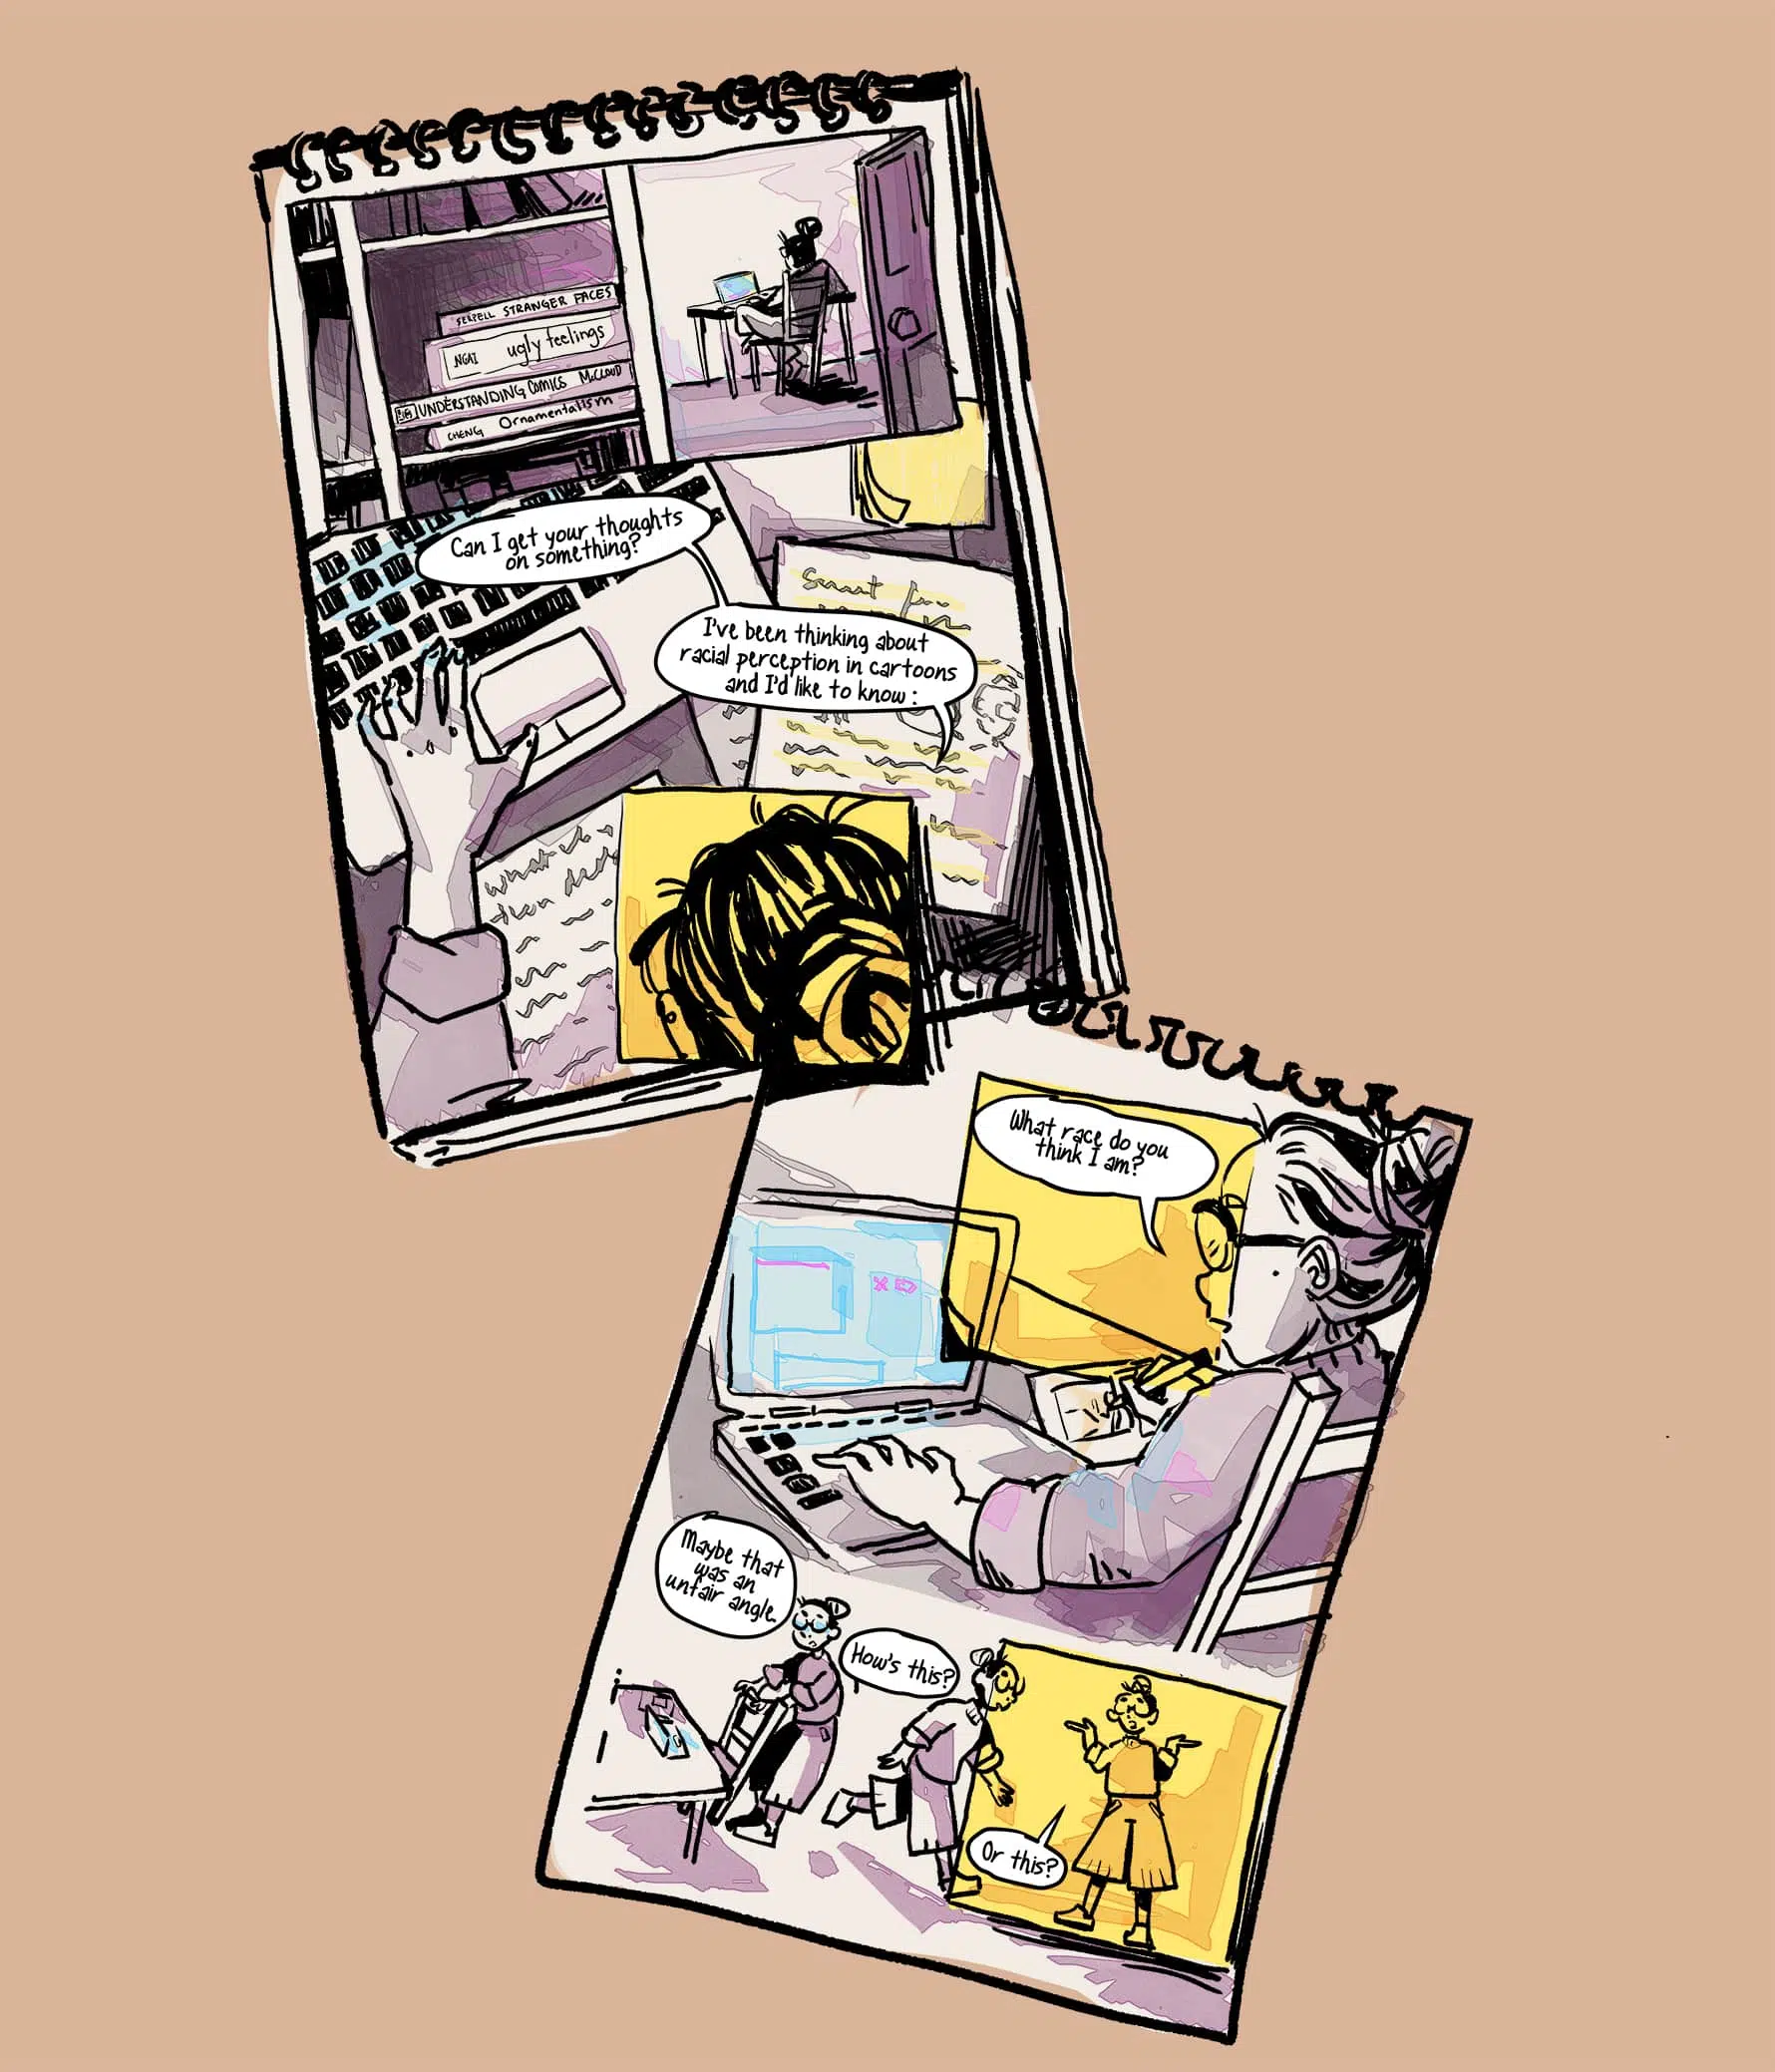 SERPELL STRANGER FACES
NGAI ugly feelings
UNDERSTANDING COMICS McCLOUD
CHENG Ornamentalism
Can I get your thoughts
on something?
I've been thinking about
racial perception in cartoons
and I'd like to know:
What race do you
think I am?
Maybe that
was an
unfair angle.
How's this?
Or this?